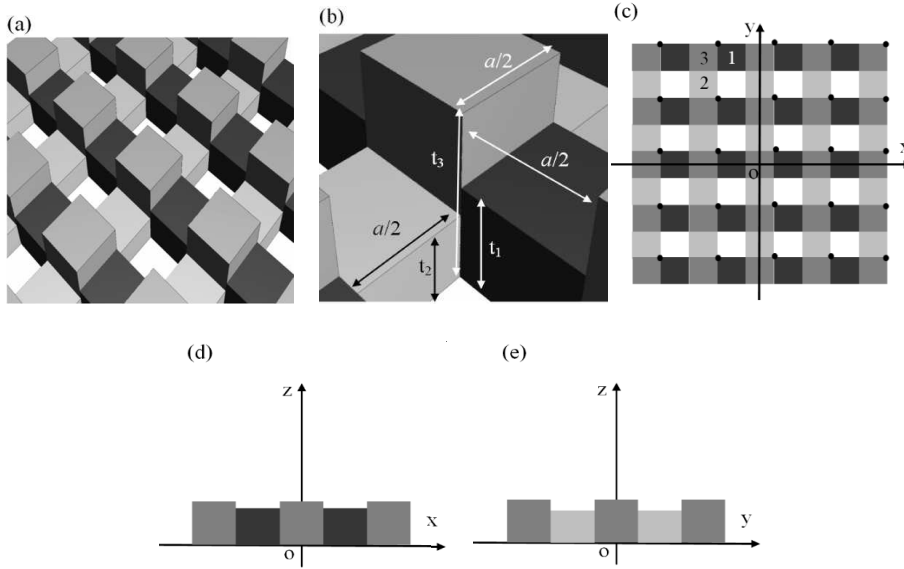 (a)
(b)
a/2
t₃
a/2
a/2
t₂
t₁
(c)
y
3 1
2
x
o
(d)
z
x
o
(e)
z
y
o